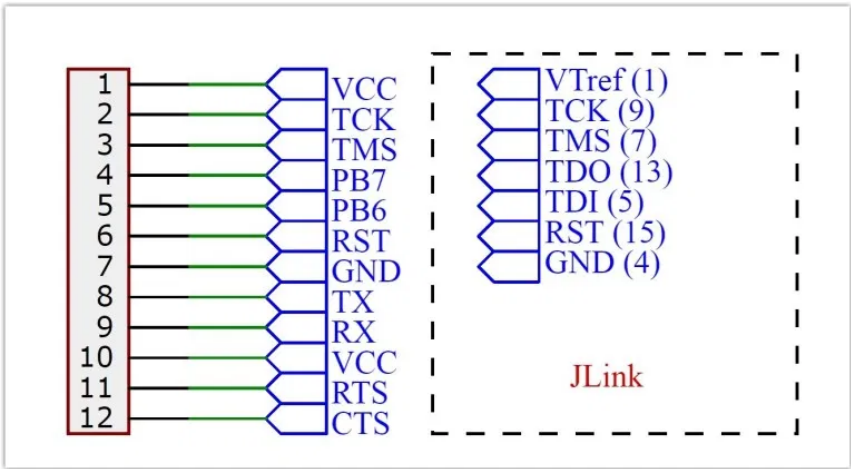 1 VCC
2 TCK
3 TMS
4 PB7
5 PB6
6 RST
7 GND
8 TX
9 RX
10 VCC
11 RTS
12 CTS
VTref (1)
TCK (9)
TMS (7)
TDO (13)
TDI (5)
RST (15)
GND (4)
JLink